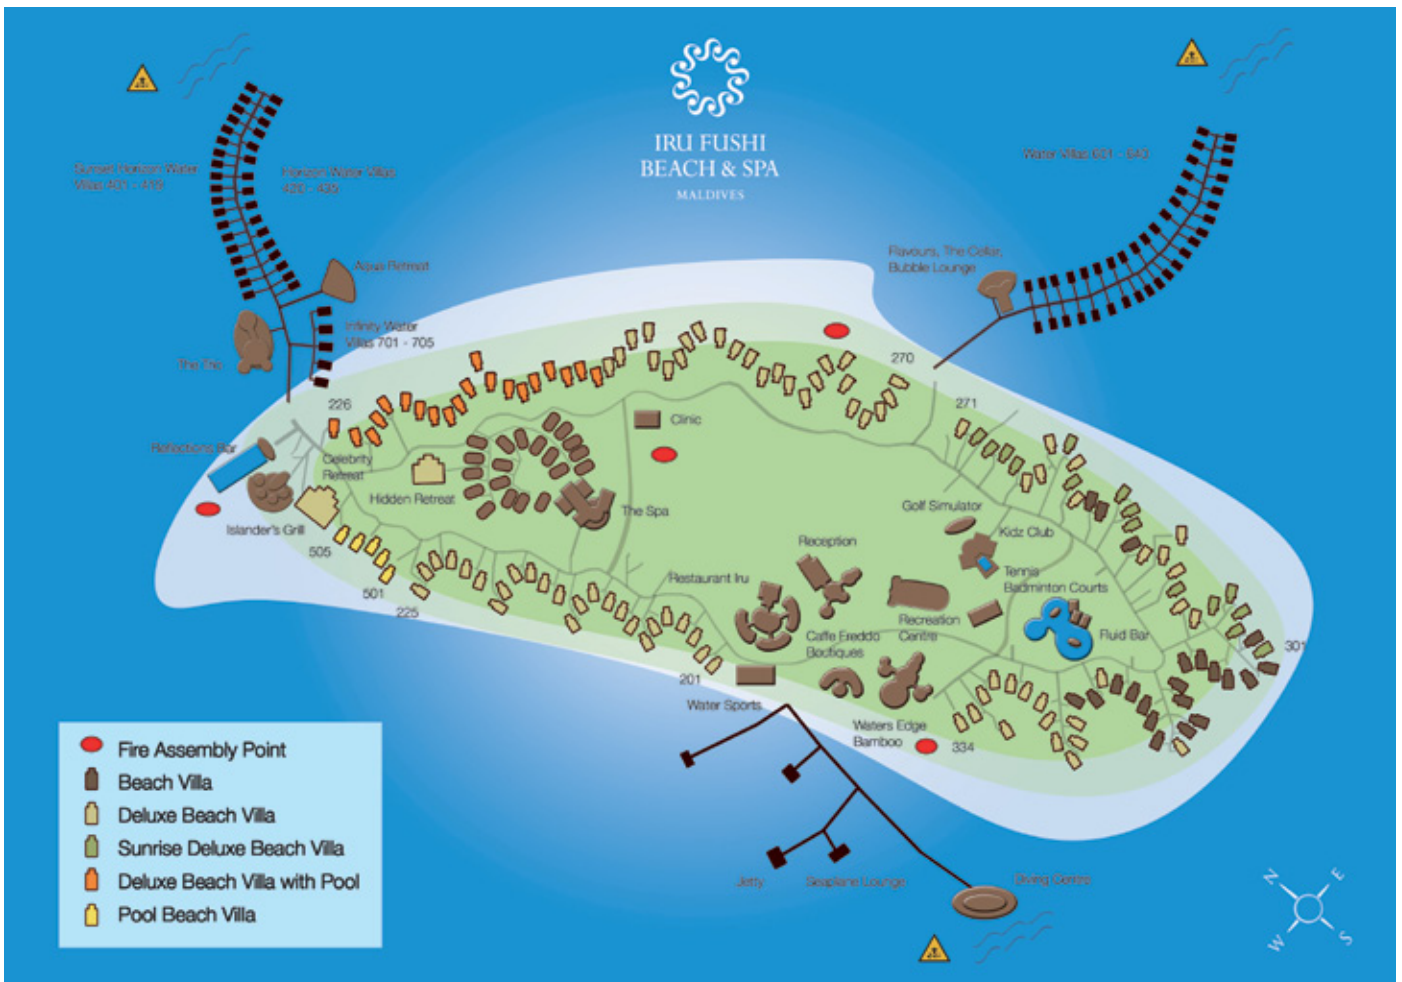 IRU FUSHI
BEACH & SPA
MALDIVES
Sunset Horizon Water
Villas 401 - 419
Horizon Water Villas
420 - 435
Water Villas 601 - 643
Aqua Retreat
Flavours, The Cellar,
Bubble Lounge
Infinity Water
Villas 701 - 705
The Trio
226
270
271
Clinic
Reflections Bar
Celebrity
Retreat
Hidden Retreat
The Spa
Islander's Grill
505
501
225
Golf Simulator
Kidz Club
Reception
Restaurant Iru
Tennis
Badminton Courts
Recreation
Centre
Caffe Freddo
Boutiques
Fluid Bar
301
201
Water Sports
Waters Edge
Bamboo
334
Jetty
Seaplane Lounge
Diving Centre
Fire Assembly Point
Beach Villa
Deluxe Beach Villa
Sunrise Deluxe Beach Villa
Deluxe Beach Villa with Pool
Pool Beach Villa
N
E
W
S